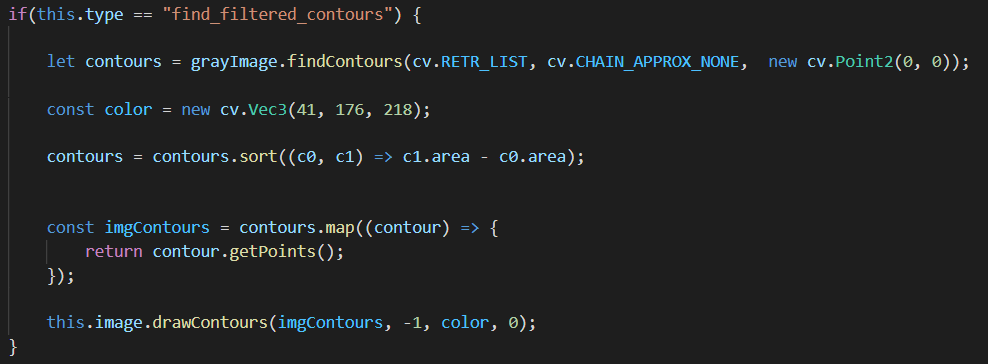 if(this.type == "find_filtered_contours") {
let contours = grayImage.findContours(cv.RETR_LIST, cv.CHAIN_APPROX_NONE,  new cv.Point2(0, 0));
const color = new cv.Vec3(41, 176, 218);
contours = contours.sort((c0, c1) => c1.area - c0.area);
const imgContours = contours.map((contour) => {
return contour.getPoints();
});
this.image.drawContours(imgContours, -1, color, 0);
}